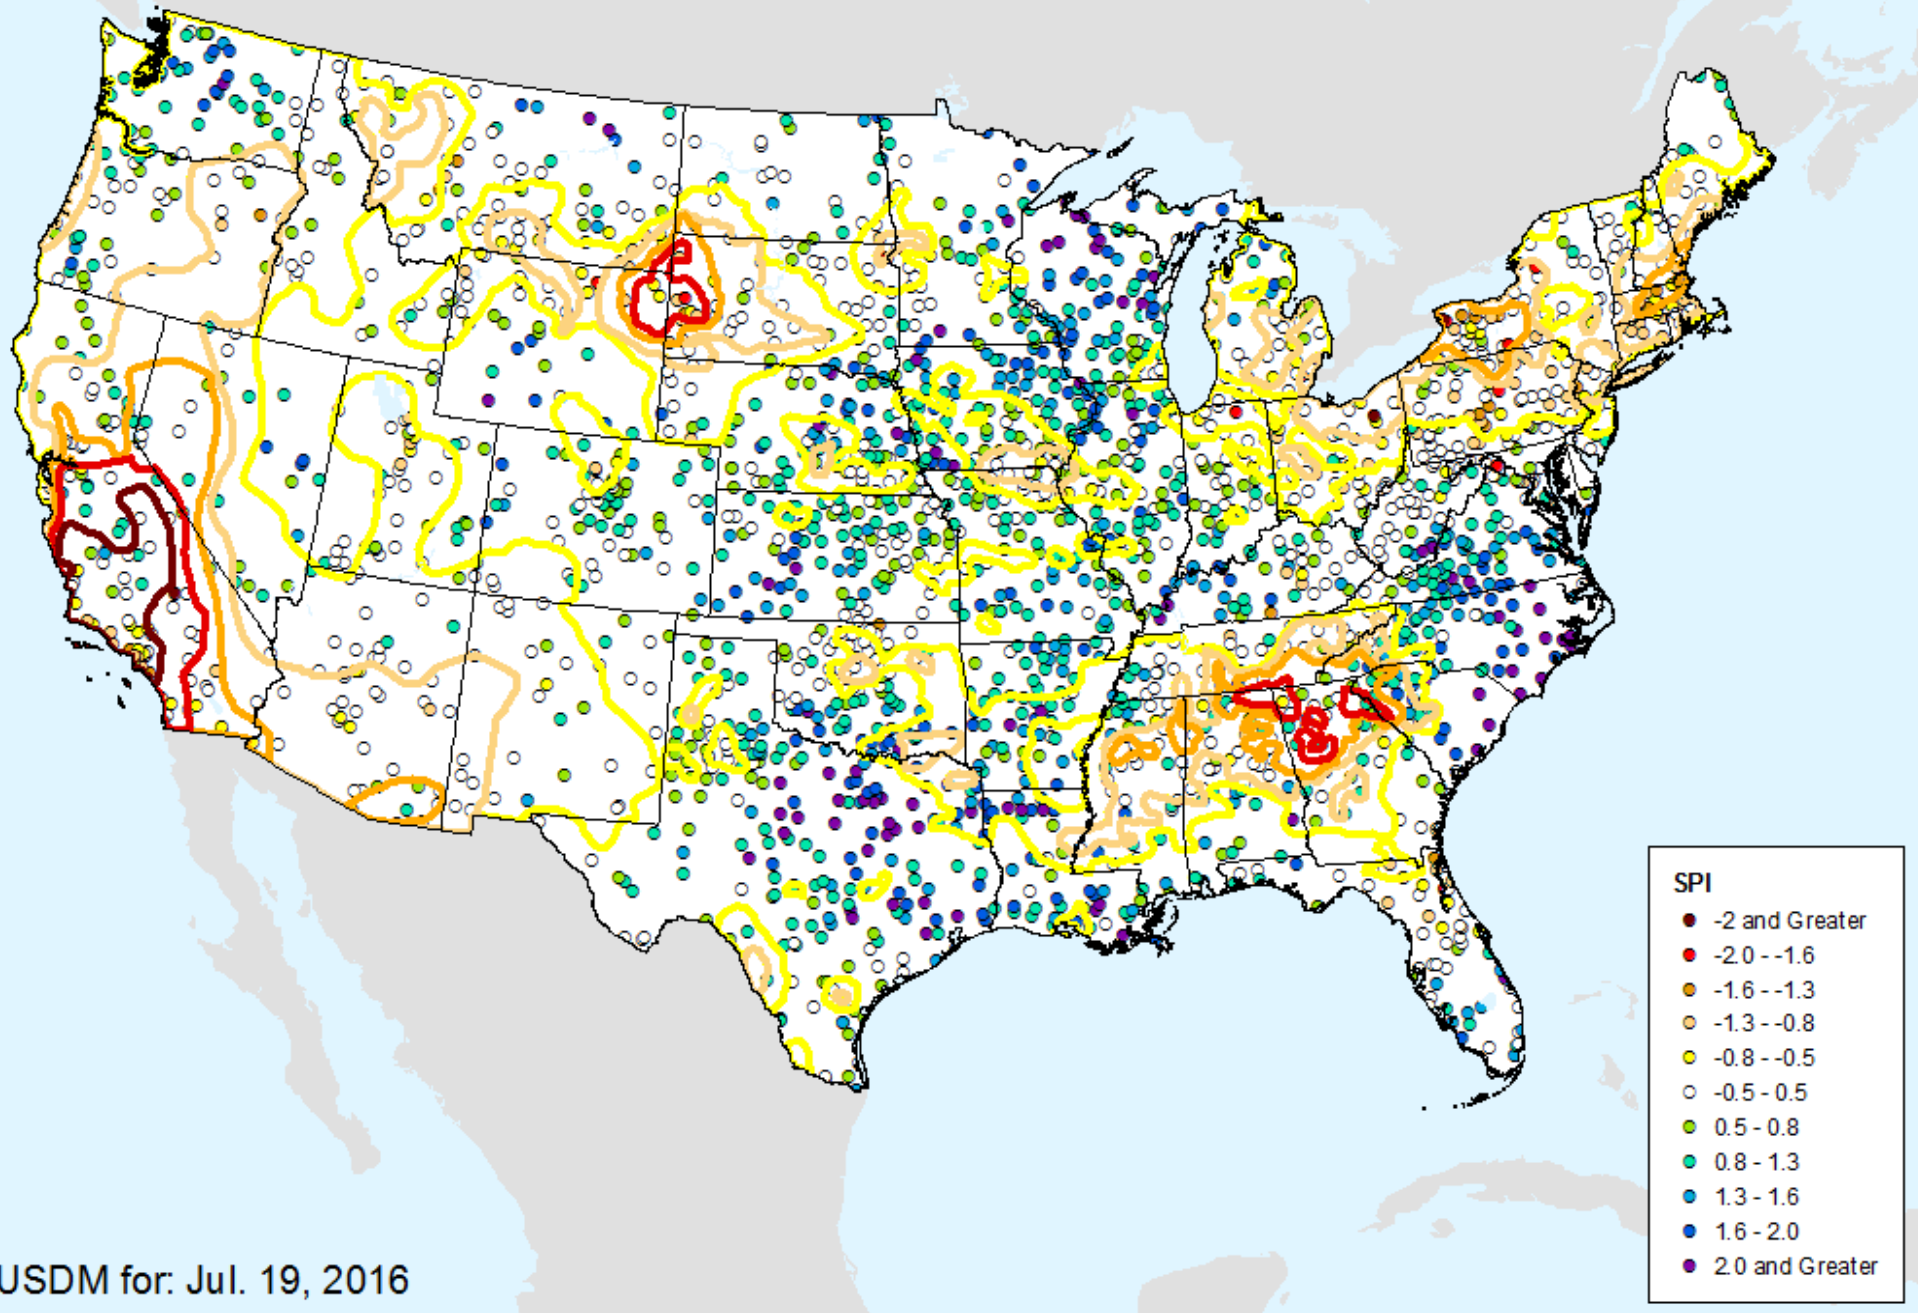 SPI
-2 and Greater
-2.0 - -1.6
-1.6 - -1.3
-1.3 - -0.8
-0.8 - -0.5
-0.5 - 0.5
0.5 - 0.8
0.8 - 1.3
1.3 - 1.6
1.6 - 2.0
2.0 and Greater
USDM for: Jul. 19, 2016